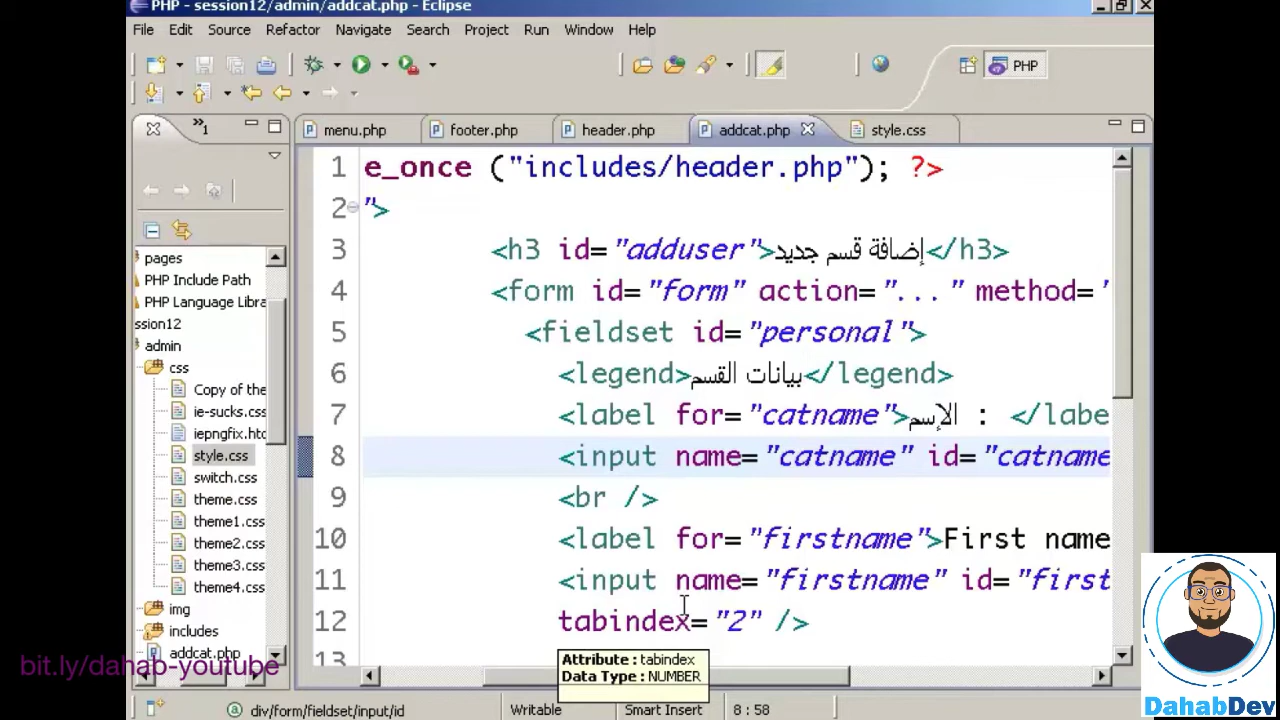 PHP - session12/admin/addcat.php - Eclipse
File Edit Source Refactor Navigate Search Project Run Window Help
PHP
menu.php footer.php header.php addcat.php style.css
1 e_once ("includes/header.php"); ?>
2 ">
3 <h3 id="adduser">إضافة قسم جديد</h3>
4 <form id="form" action="..." method="
5 <fieldset id="personal">
6 <legend>بيانات القسم</legend>
7 <label for="catname">الإسم : </labe
8 <input name="catname" id="catname
9 <br />
10 <label for="firstname">First name
11 <input name="firstname" id="first
12 tabindex="2" />
13
pages
PHP Include Path
PHP Language Libra
ssion12
admin
css
Copy of the
ie-sucks.css
iepngfix.htc
style.css
switch.css
theme.css
theme1.css
theme2.css
theme3.css
theme4.css
img
includes
addcat.php
Attribute : tabindex
Data Type : NUMBER
div/form/fieldset/input/id Writable Smart Insert 8 : 58
bit.ly/dahab-youtube
DahabDev